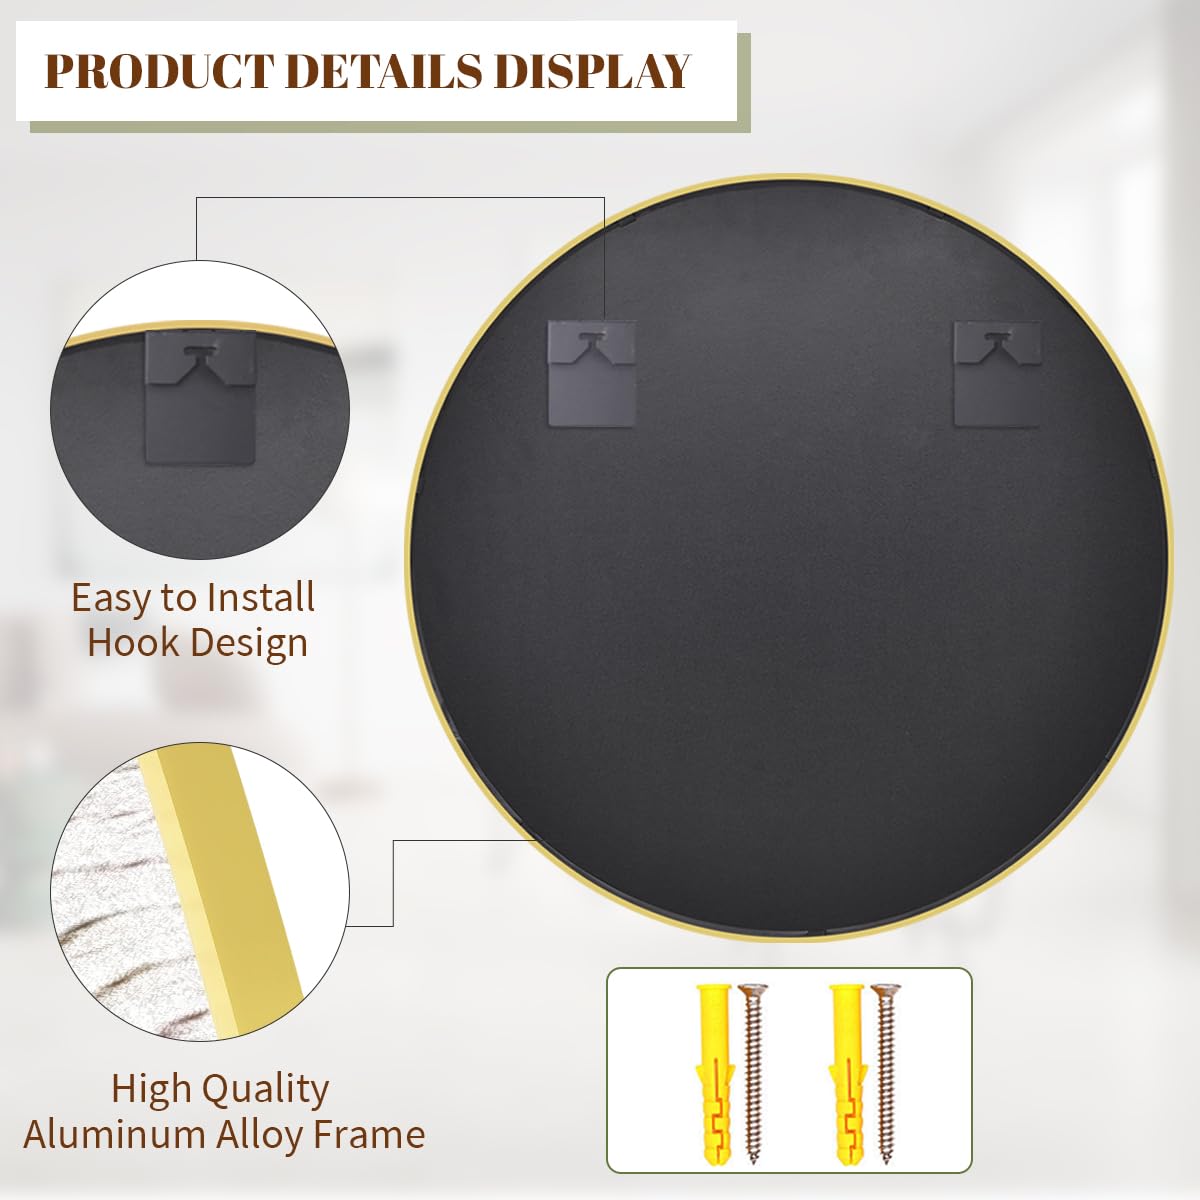 PRODUCT DETAILS DISPLAY
Easy to Install
Hook Design
High Quality
Aluminum Alloy Frame